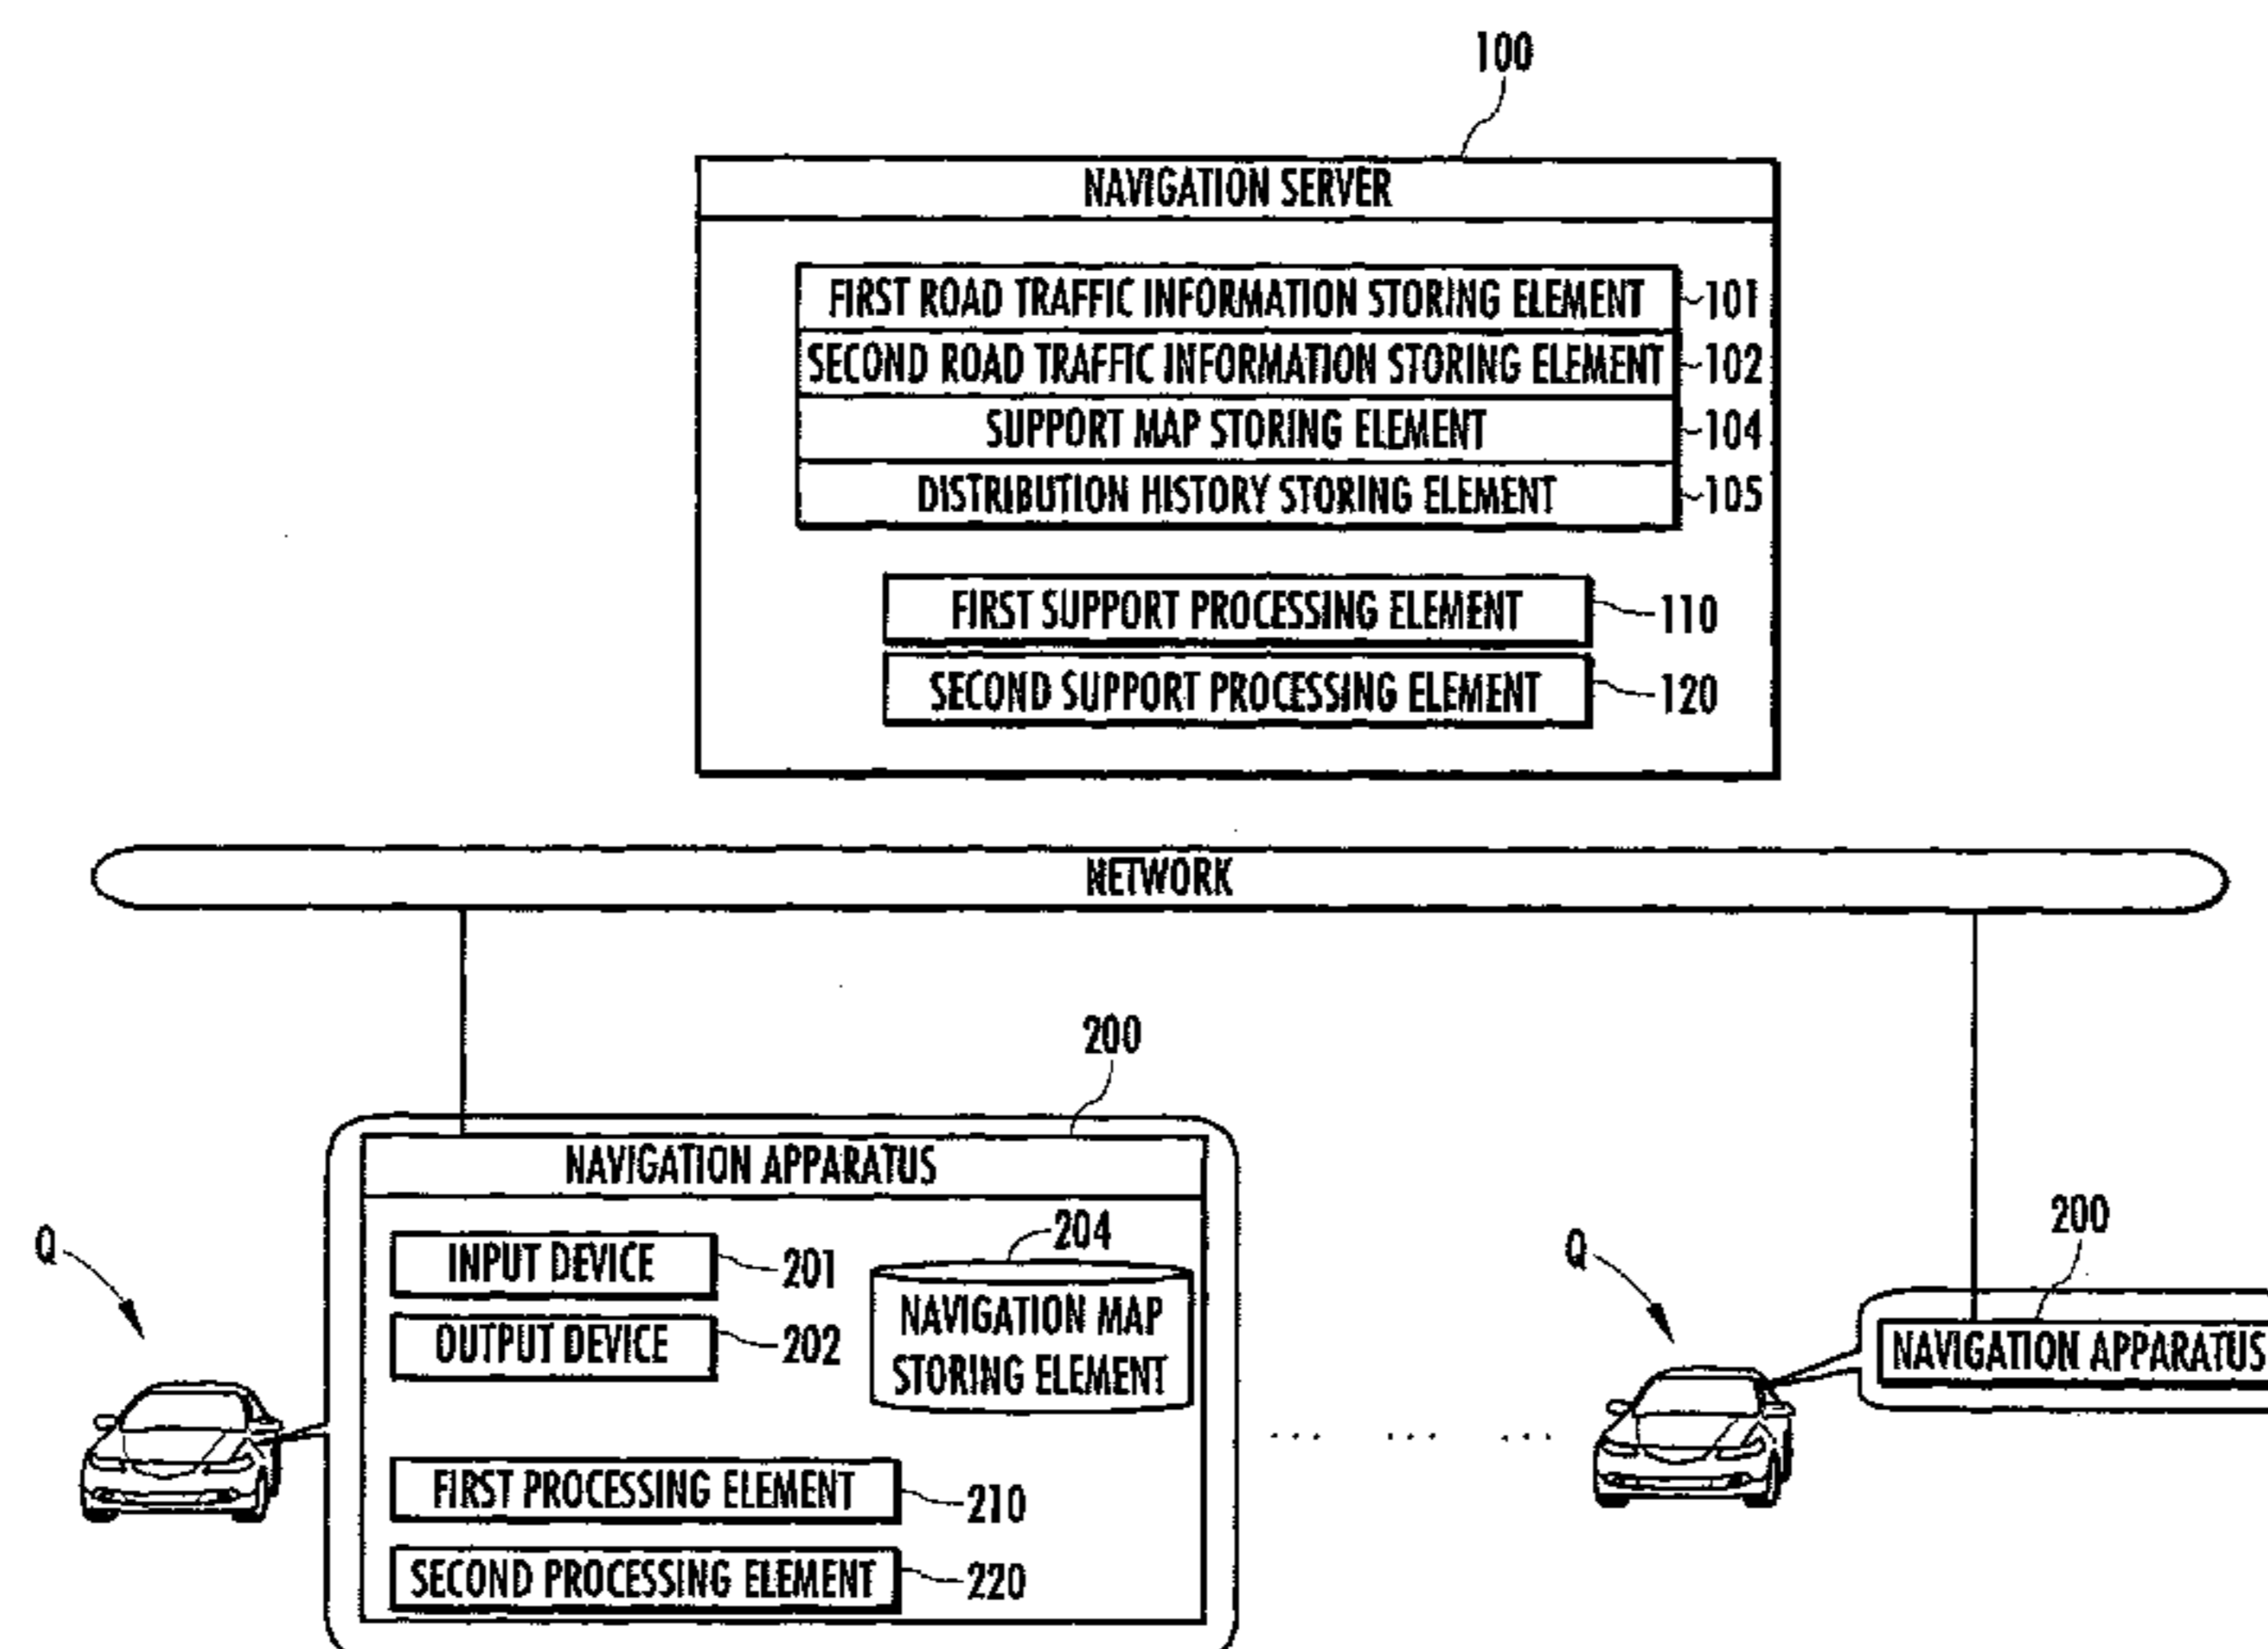 100
NAVIGATION SERVER
FIRST ROAD TRAFFIC INFORMATION STORING ELEMENT 101
SECOND ROAD TRAFFIC INFORMATION STORING ELEMENT 102
SUPPORT MAP STORING ELEMENT 104
DISTRIBUTION HISTORY STORING ELEMENT 105
FIRST SUPPORT PROCESSING ELEMENT 110
SECOND SUPPORT PROCESSING ELEMENT 120
NETWORK
200
NAVIGATION APPARATUS
Q
INPUT DEVICE 201
OUTPUT DEVICE 202
204
NAVIGATION MAP
STORING ELEMENT
FIRST PROCESSING ELEMENT 210
SECOND PROCESSING ELEMENT 220
Q
200
NAVIGATION APPARATUS